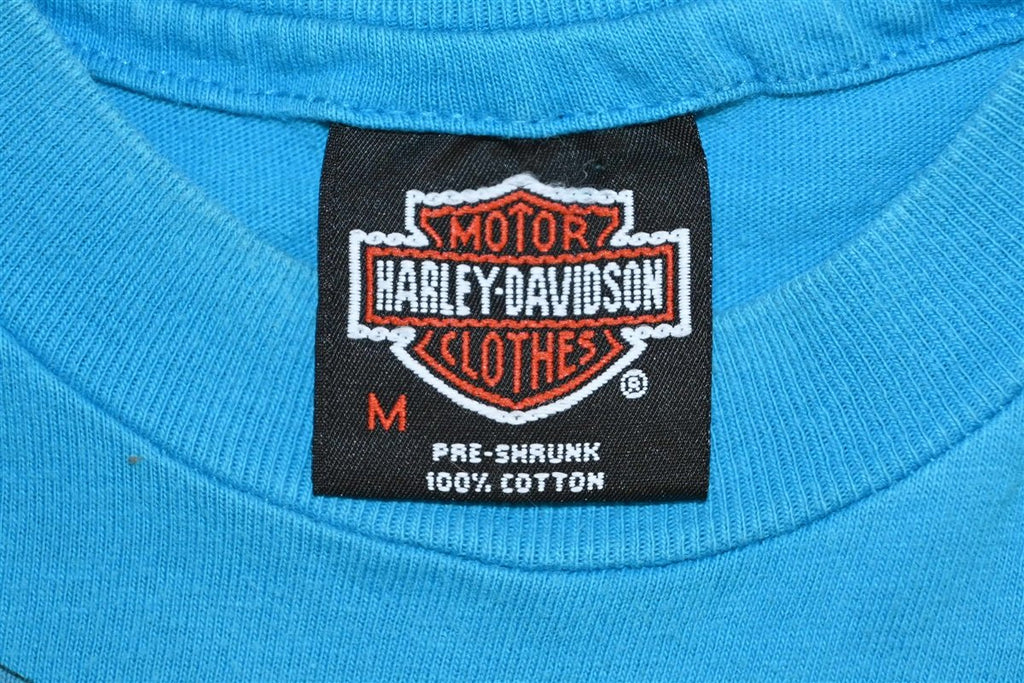 MOTOR
HARLEY-DAVIDSON
CLOTHES
®
M
PRE-SHRUNK
100% COTTON